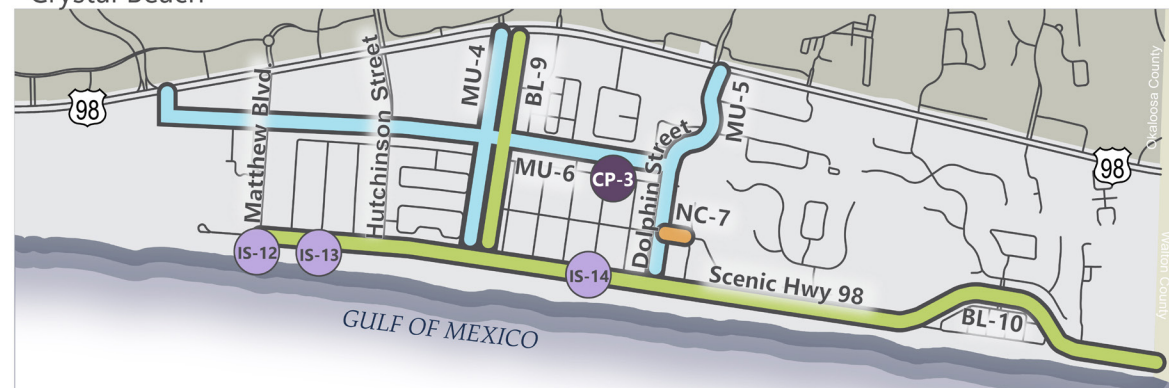 Crystal Beach
98
Matthew Blvd
Hutchinson Street
MU-4
BL-9
MU-5
Okaloosa County
98
MU-6
CP-3
Dolphin Street
NC-7
IS-12
IS-13
IS-14
Scenic Hwy 98
BL-10
Walton County
GULF OF MEXICO